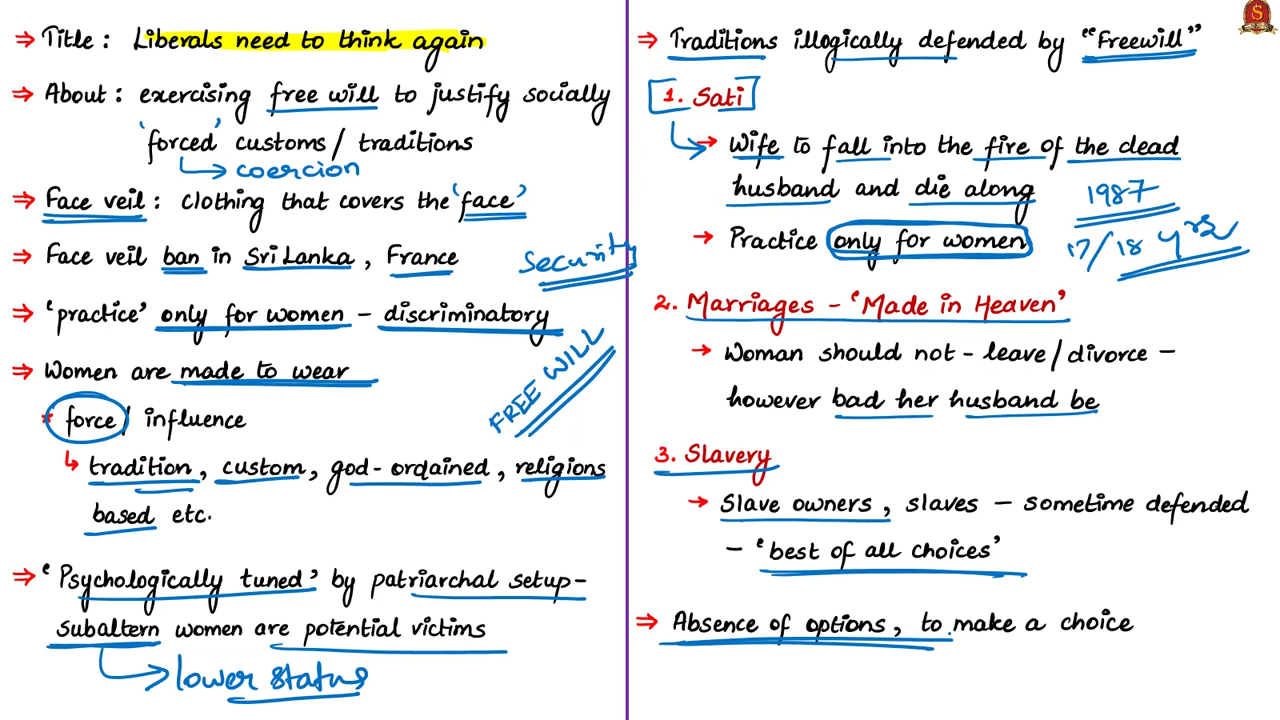 ⇒ Title : Liberals need to think again
⇒ About : exercising free will to justify socially
'forced' customs / traditions
coercion
⇒ Face veil : clothing that covers the 'face'
⇒ Face veil ban in Sri Lanka , France
Security
⇒ 'practice' only for women – discriminatory
⇒ Women are made to wear
FREE WILL
* force / influence
↳ tradition , custom , god-ordained , religions
based etc.
⇒ 'Psychologically tuned' by patriarchal setup –
subaltern women are potential victims
lower status
⇒ Traditions illogically defended by "Freewill"
1. Sati
→ Wife to fall into the fire of the dead
husband and die along
1987
→ Practice only for women
17/18 yrs
2. Marriages – 'Made in Heaven'
→ Woman should not – leave / divorce –
however bad her husband be
3. Slavery
→ Slave owners , slaves – sometime defended
– 'best of all choices'
⇒ Absence of options , to make a choice
S